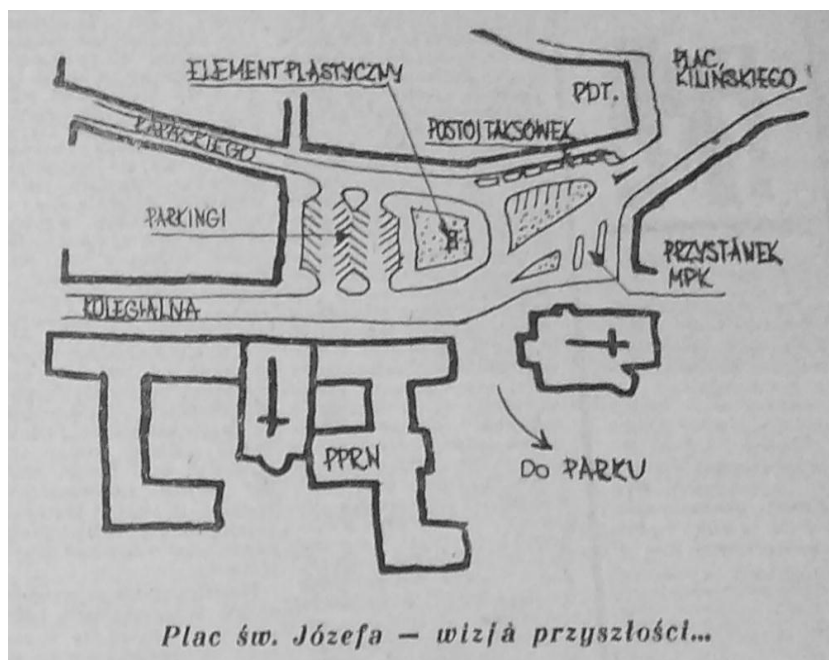 ELEMENT PLASTYCZNY
PLAC.
KILIŃSKIEGO
PDT.
POSTOJ TAKSÓWEK
ŁAPACKIEGO
PARKINGI
PRZYSTANEK
MPK
KOLEGIALNA
PPRN
DO PARKU
Plac św. Józefa — wizja przyszłości...